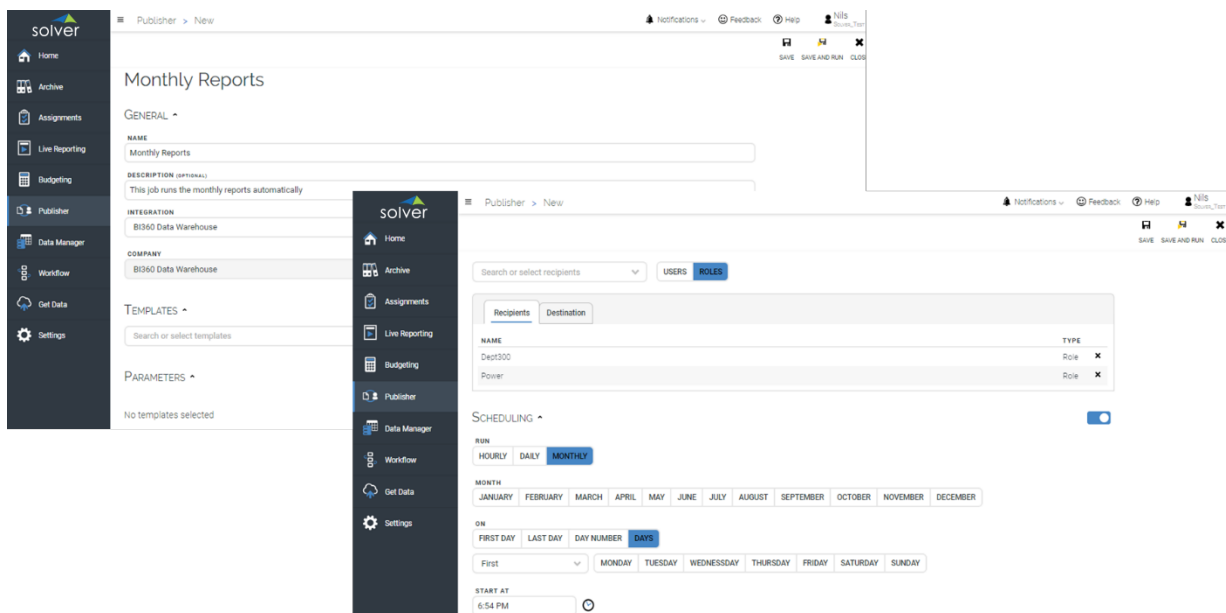 solver
Publisher > New
Notifications
Feedback
Help
Nils
Solver_Test
SAVE
SAVE AND RUN
CLOS
Home
Archive
Assignments
Live Reporting
Budgeting
Publisher
Data Manager
Workflow
Get Data
Settings
Monthly Reports
GENERAL
NAME
Monthly Reports
DESCRIPTION (OPTIONAL)
This job runs the monthly reports automatically
INTEGRATION
BI360 Data Warehouse
COMPANY
BI360 Data Warehouse
TEMPLATES
Search or select templates
PARAMETERS
No templates selected
solver
Publisher > New
Notifications
Feedback
Help
Nils
Solver_Test
SAVE
SAVE AND RUN
CLOS
Home
Archive
Assignments
Live Reporting
Budgeting
Publisher
Data Manager
Workflow
Get Data
Settings
Search or select recipients
USERS ROLES
Recipients Destination
NAME TYPE
Dept300 Role
Power Role
SCHEDULING
RUN
HOURLY DAILY MONTHLY
MONTH
JANUARY FEBRUARY MARCH APRIL MAY JUNE JULY AUGUST SEPTEMBER OCTOBER NOVEMBER DECEMBER
ON
FIRST DAY LAST DAY DAY NUMBER DAYS
First MONDAY TUESDAY WEDNESDAY THURSDAY FRIDAY SATURDAY SUNDAY
START AT
6:54 PM